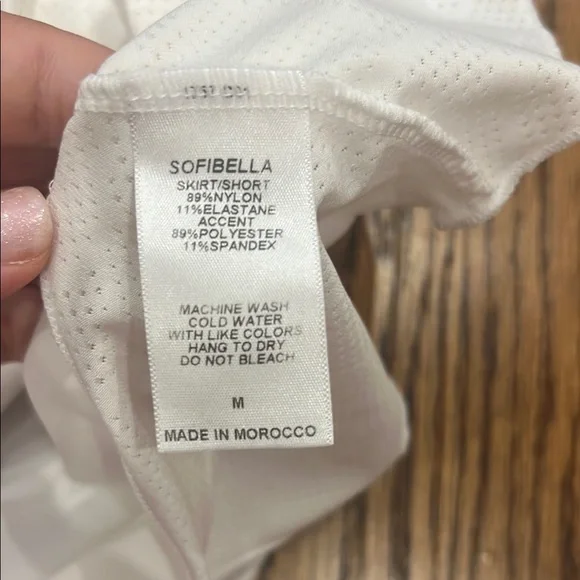 SOFIBELLA
SKIRT/SHORT
89%NYLON
11%ELASTANE
ACCENT
89%POLYESTER
11%SPANDEX
MACHINE WASH
COLD WATER
WITH LIKE COLORS
HANG TO DRY
DO NOT BLEACH
M
MADE IN MOROCCO